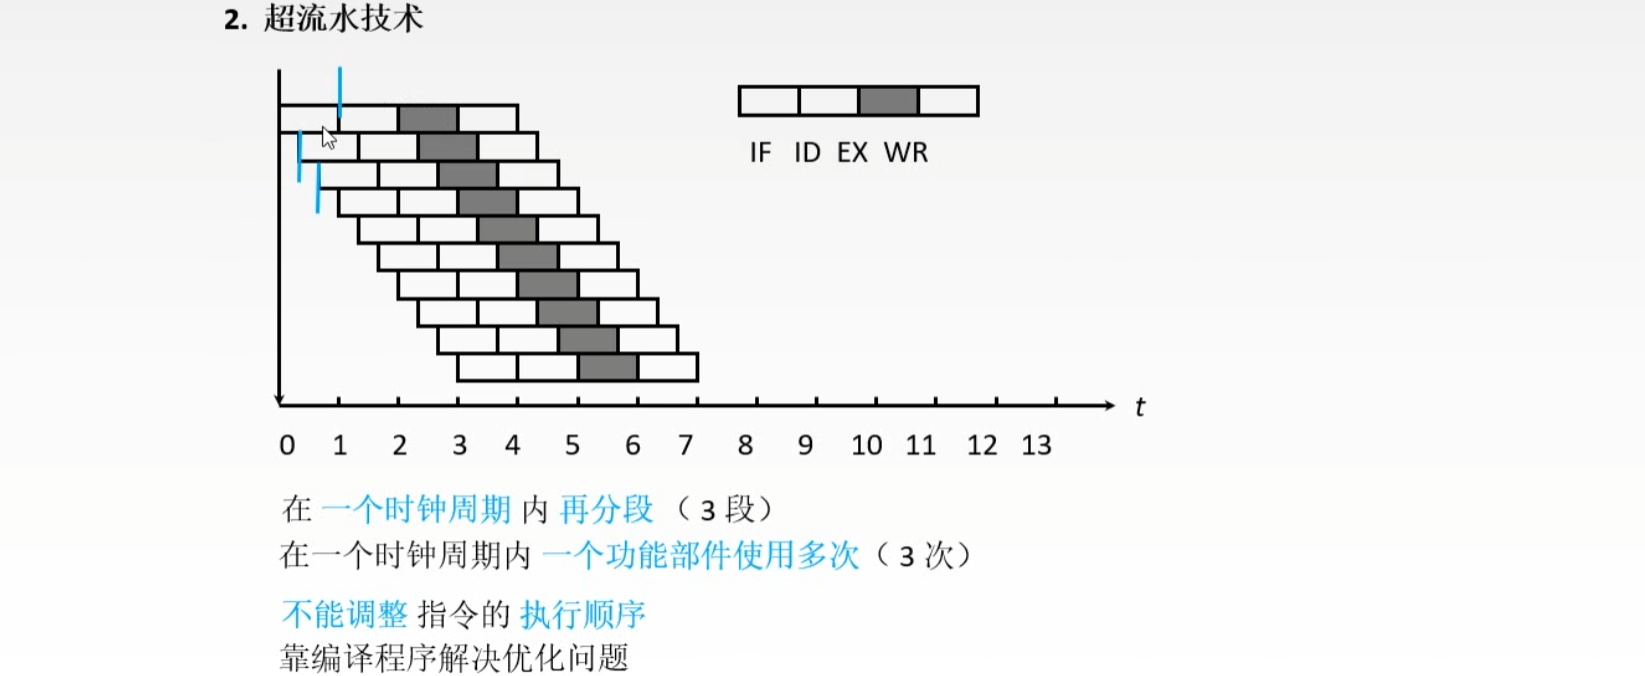 2. 超流水技术
IF ID EX WR
t
0 1 2 3 4 5 6 7 8 9 10 11 12 13
在 一个时钟周期 内 再分段 （ 3 段）
在一个时钟周期内 一个功能部件使用多次（ 3 次）
不能调整 指令的 执行顺序
靠编译程序解决优化问题